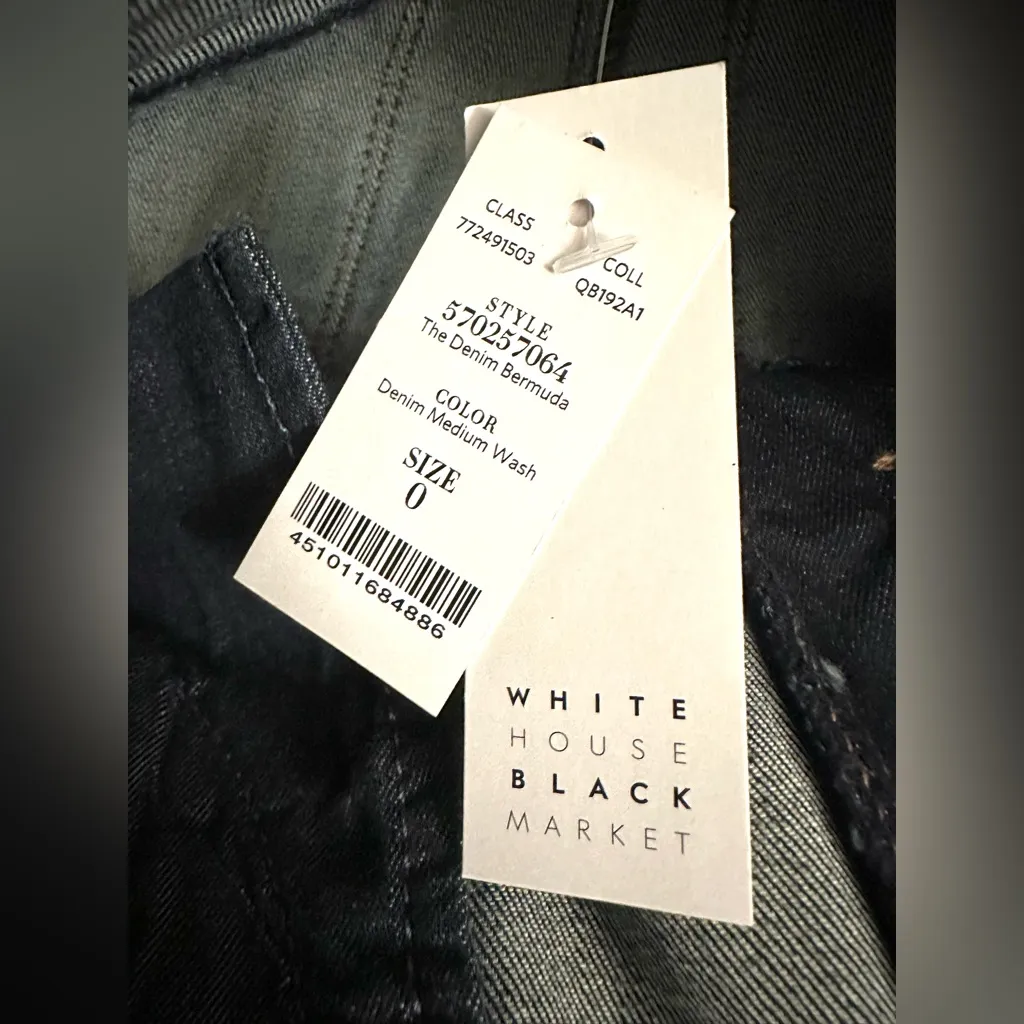 CLASS
772491503
COLL
QB192A1
STYLE
570257064
The Denim Bermuda
COLOR
Denim Medium Wash
SIZE
0
451011684886
WHITE
HOUSE
BLACK
MARKET